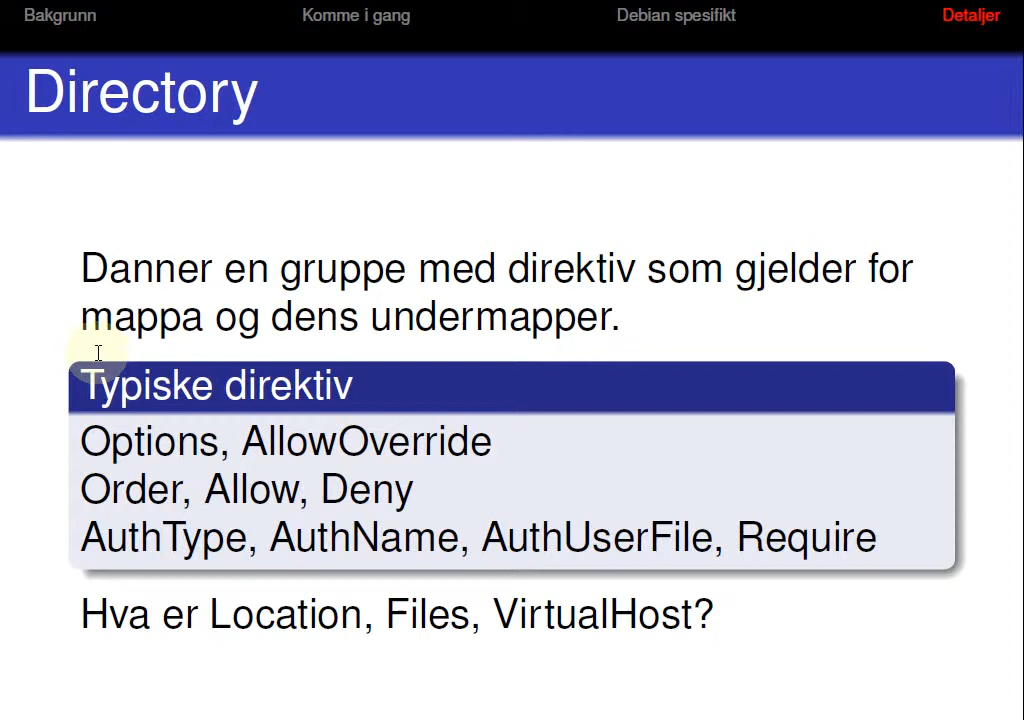 Bakgrunn Komme i gang Debian spesifikt Detaljer
Directory
Danner en gruppe med direktiv som gjelder for
mappa og dens undermapper.
Typiske direktiv
Options, AllowOverride
Order, Allow, Deny
AuthType, AuthName, AuthUserFile, Require
Hva er Location, Files, VirtualHost?